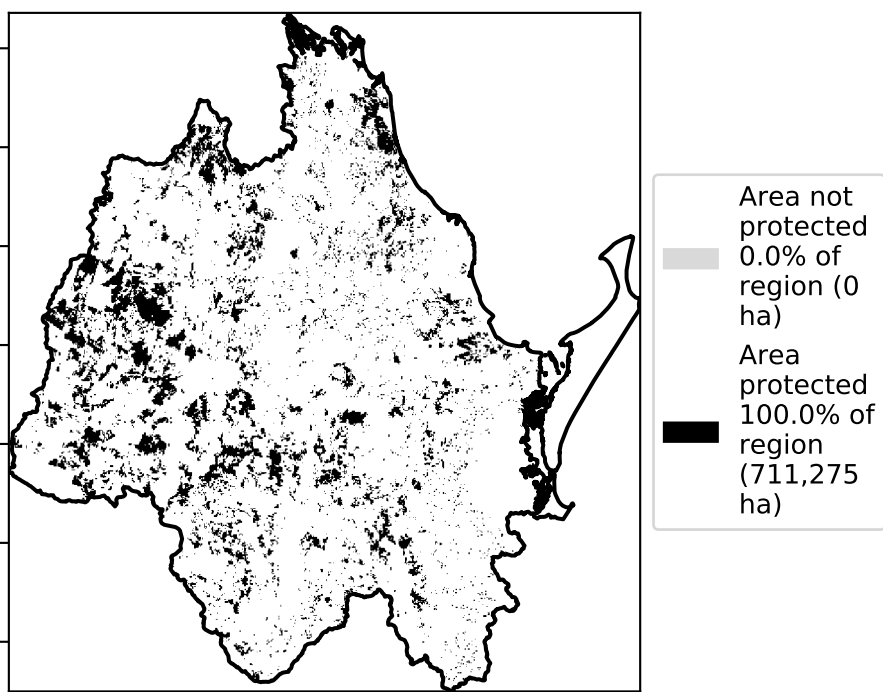 Area not
protected
0.0% of
region (0
ha)
Area
protected
100.0% of
region
(711,275
ha)